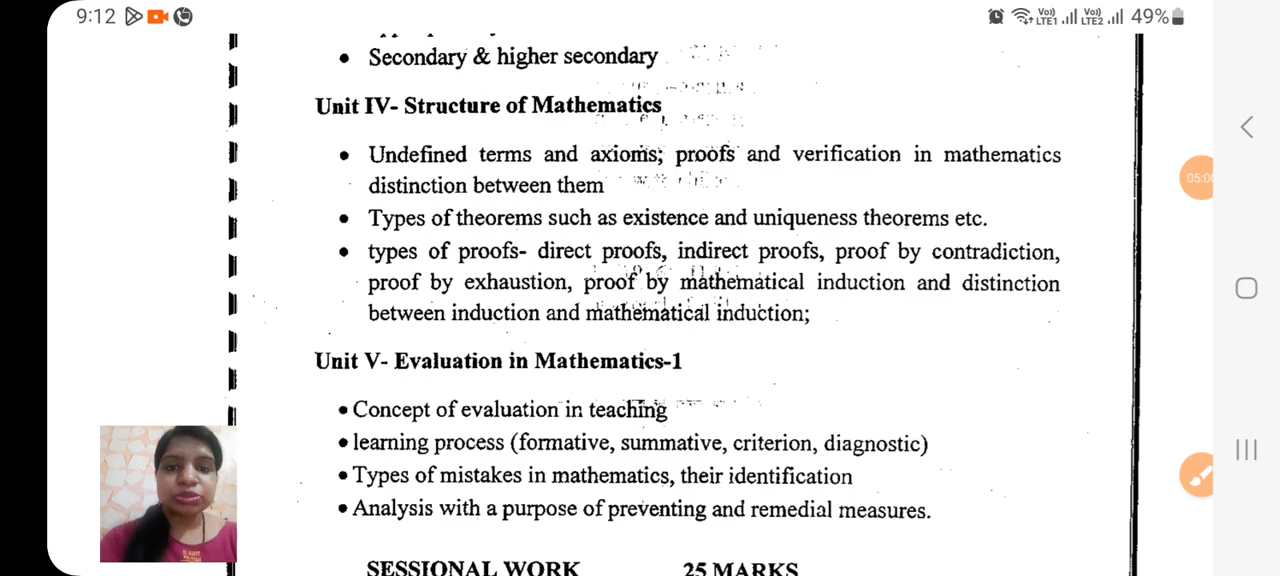 9:12
Vo)) LTE1 Vo)) LTE2 49%
• Secondary & higher secondary
Unit IV- Structure of Mathematics
• Undefined terms and axioms; proofs and verification in mathematics
distinction between them
• Types of theorems such as existence and uniqueness theorems etc.
• types of proofs- direct proofs, indirect proofs, proof by contradiction,
proof by exhaustion, proof by mathematical induction and distinction
between induction and mathematical induction;
Unit V- Evaluation in Mathematics-1
• Concept of evaluation in teaching
• learning process (formative, summative, criterion, diagnostic)
• Types of mistakes in mathematics, their identification
• Analysis with a purpose of preventing and remedial measures.
SESSIONAL WORK 25 MARKS